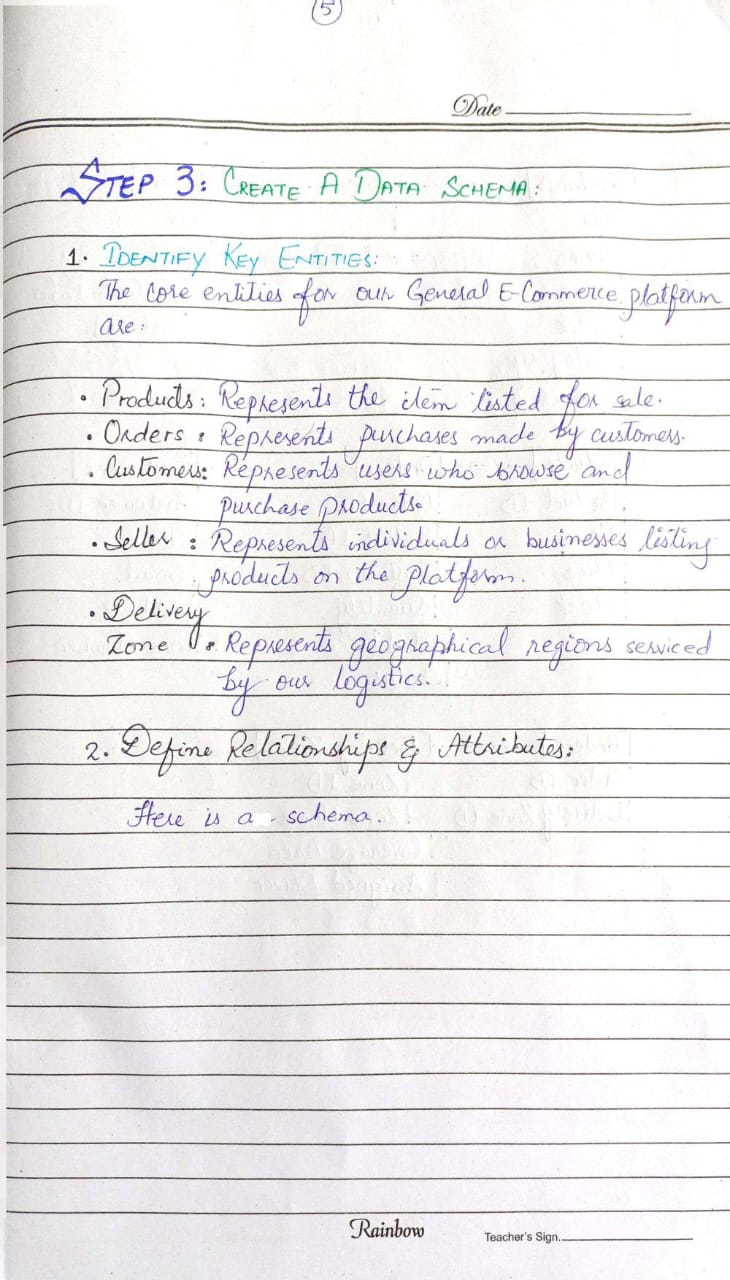 5
Date
STEP 3: CREATE A DATA SCHEMA:
1. IDENTIFY KEY ENTITIES:
The core entities for our General E-Commerce platform
are:
• Products: Represents the item listed for sale.
• Orders : Represents purchases made by customers.
• Customers: Represents users who browse and
purchase products.
• Seller : Represents individuals or businesses listing
products on the platform.
• Delivery
Zone : Represents geographical regions serviced
by our logistics.
2. Define Relationships & Attributes:
Here is a - schema.
Rainbow
Teacher's Sign.